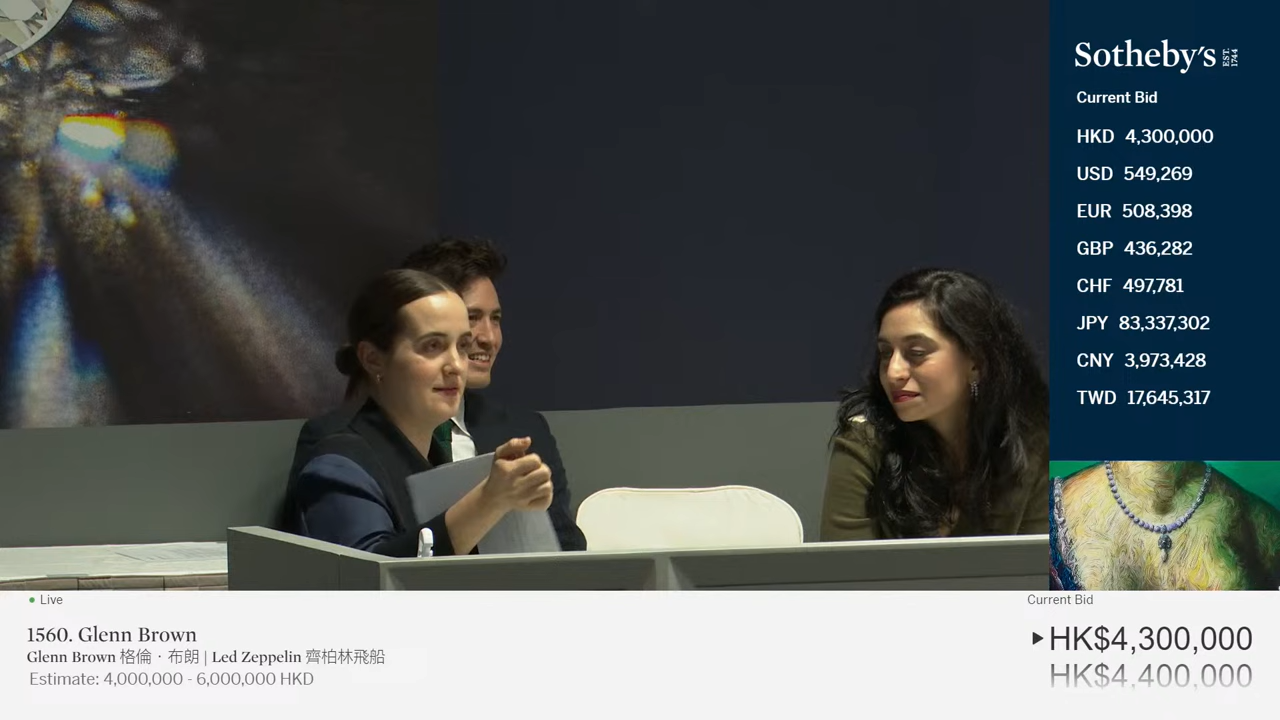 Sotheby's EST. 1744
Current Bid
HKD 4,300,000
USD 549,269
EUR 508,398
GBP 436,282
CHF 497,781
JPY 83,337,302
CNY 3,973,428
TWD 17,645,317
Live
Current Bid
1560. Glenn Brown
HK$4,300,000
Glenn Brown 格倫・布朗 | Led Zeppelin 齊柏林飛船
HK$4,400,000
Estimate: 4,000,000 - 6,000,000 HKD